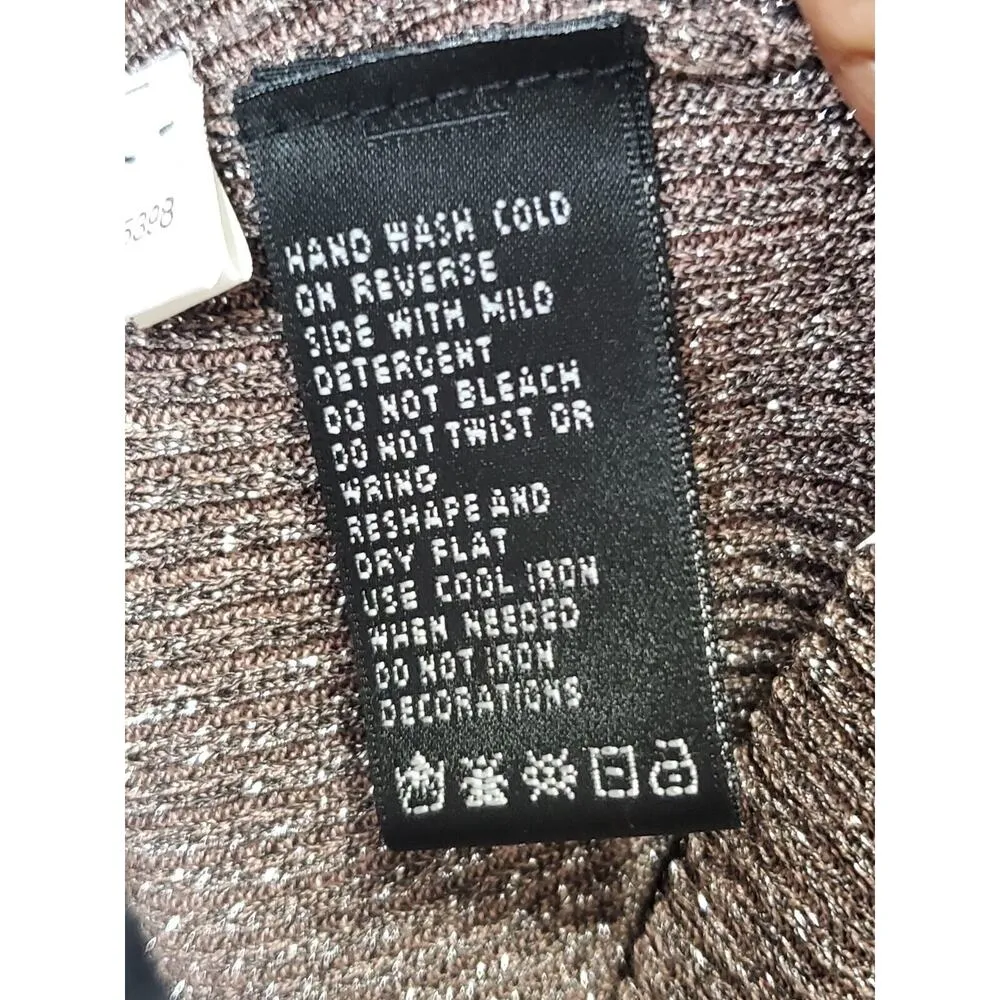 5398
HAND WASH COLD
ON REVERSE
SIDE WITH MILD
DETERGENT
DO NOT BLEACH
DO NOT TWIST OR
WRING
RESHAPE AND
DRY FLAT
USE COOL IRON
WHEN NEEDED
DO NOT IRON
DECORATIONS